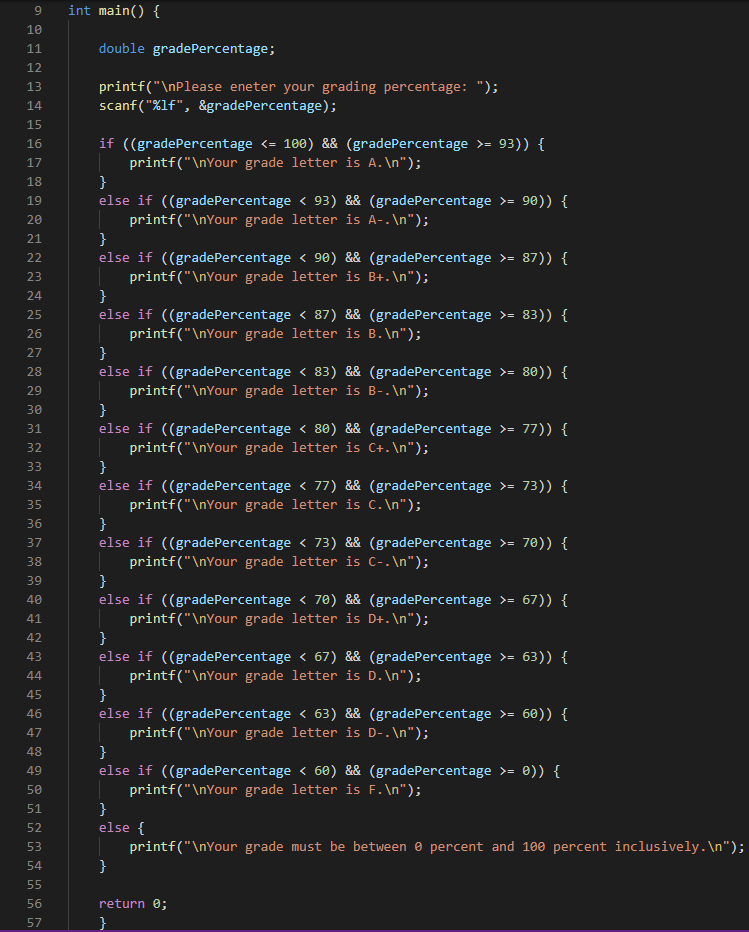 9 int main() {
10
11 double gradePercentage;
12
13 printf("\nPlease eneter your grading percentage: ");
14 scanf("%lf", &gradePercentage);
15
16 if ((gradePercentage <= 100) && (gradePercentage >= 93)) {
17 printf("\nYour grade letter is A.\n");
18 }
19 else if ((gradePercentage < 93) && (gradePercentage >= 90)) {
20 printf("\nYour grade letter is A-.\n");
21 }
22 else if ((gradePercentage < 90) && (gradePercentage >= 87)) {
23 printf("\nYour grade letter is B+.\n");
24 }
25 else if ((gradePercentage < 87) && (gradePercentage >= 83)) {
26 printf("\nYour grade letter is B.\n");
27 }
28 else if ((gradePercentage < 83) && (gradePercentage >= 80)) {
29 printf("\nYour grade letter is B-.\n");
30 }
31 else if ((gradePercentage < 80) && (gradePercentage >= 77)) {
32 printf("\nYour grade letter is C+.\n");
33 }
34 else if ((gradePercentage < 77) && (gradePercentage >= 73)) {
35 printf("\nYour grade letter is C.\n");
36 }
37 else if ((gradePercentage < 73) && (gradePercentage >= 70)) {
38 printf("\nYour grade letter is C-.\n");
39 }
40 else if ((gradePercentage < 70) && (gradePercentage >= 67)) {
41 printf("\nYour grade letter is D+.\n");
42 }
43 else if ((gradePercentage < 67) && (gradePercentage >= 63)) {
44 printf("\nYour grade letter is D.\n");
45 }
46 else if ((gradePercentage < 63) && (gradePercentage >= 60)) {
47 printf("\nYour grade letter is D-.\n");
48 }
49 else if ((gradePercentage < 60) && (gradePercentage >= 0)) {
50 printf("\nYour grade letter is F.\n");
51 }
52 else {
53 printf("\nYour grade must be between 0 percent and 100 percent inclusively.\n");
54 }
55
56 return 0;
57 }